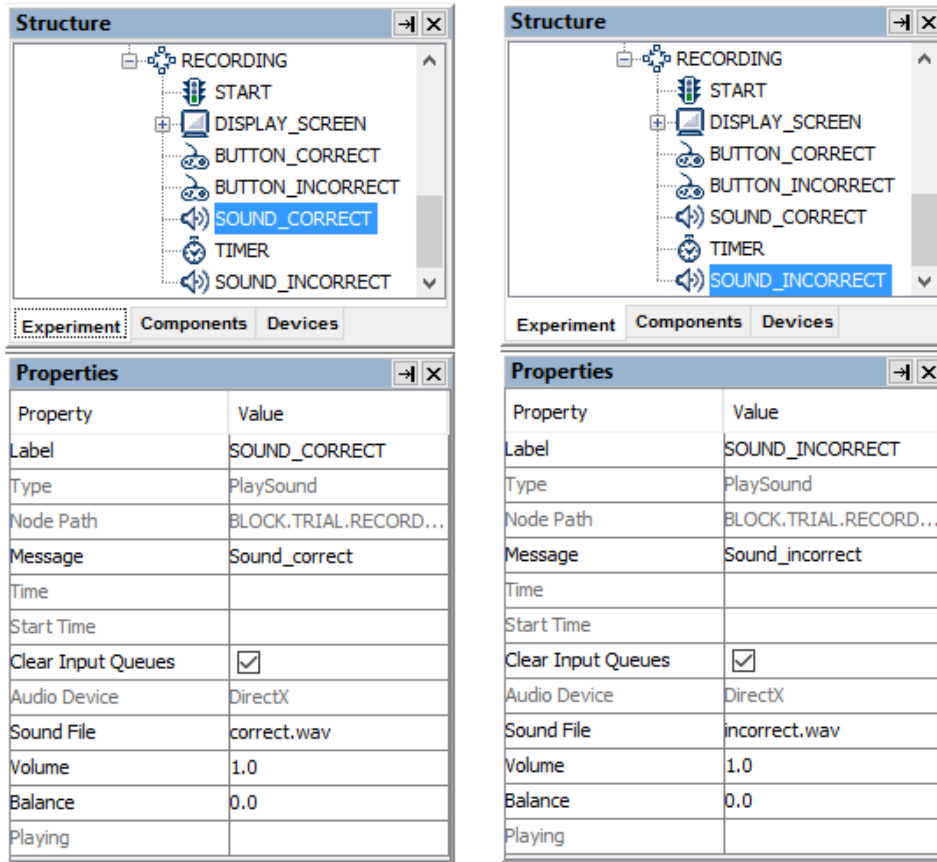 Structure
RECORDING
START
DISPLAY_SCREEN
BUTTON_CORRECT
BUTTON_INCORRECT
SOUND_CORRECT
TIMER
SOUND_INCORRECT
Experiment Components Devices
Properties
Property Value
Label SOUND_CORRECT
Type PlaySound
Node Path BLOCK.TRIAL.RECORD...
Message Sound_correct
Time
Start Time
Clear Input Queues
Audio Device DirectX
Sound File correct.wav
Volume 1.0
Balance 0.0
Playing
Structure
RECORDING
START
DISPLAY_SCREEN
BUTTON_CORRECT
BUTTON_INCORRECT
SOUND_CORRECT
TIMER
SOUND_INCORRECT
Experiment Components Devices
Properties
Property Value
Label SOUND_INCORRECT
Type PlaySound
Node Path BLOCK.TRIAL.RECORD...
Message Sound_incorrect
Time
Start Time
Clear Input Queues
Audio Device DirectX
Sound File incorrect.wav
Volume 1.0
Balance 0.0
Playing